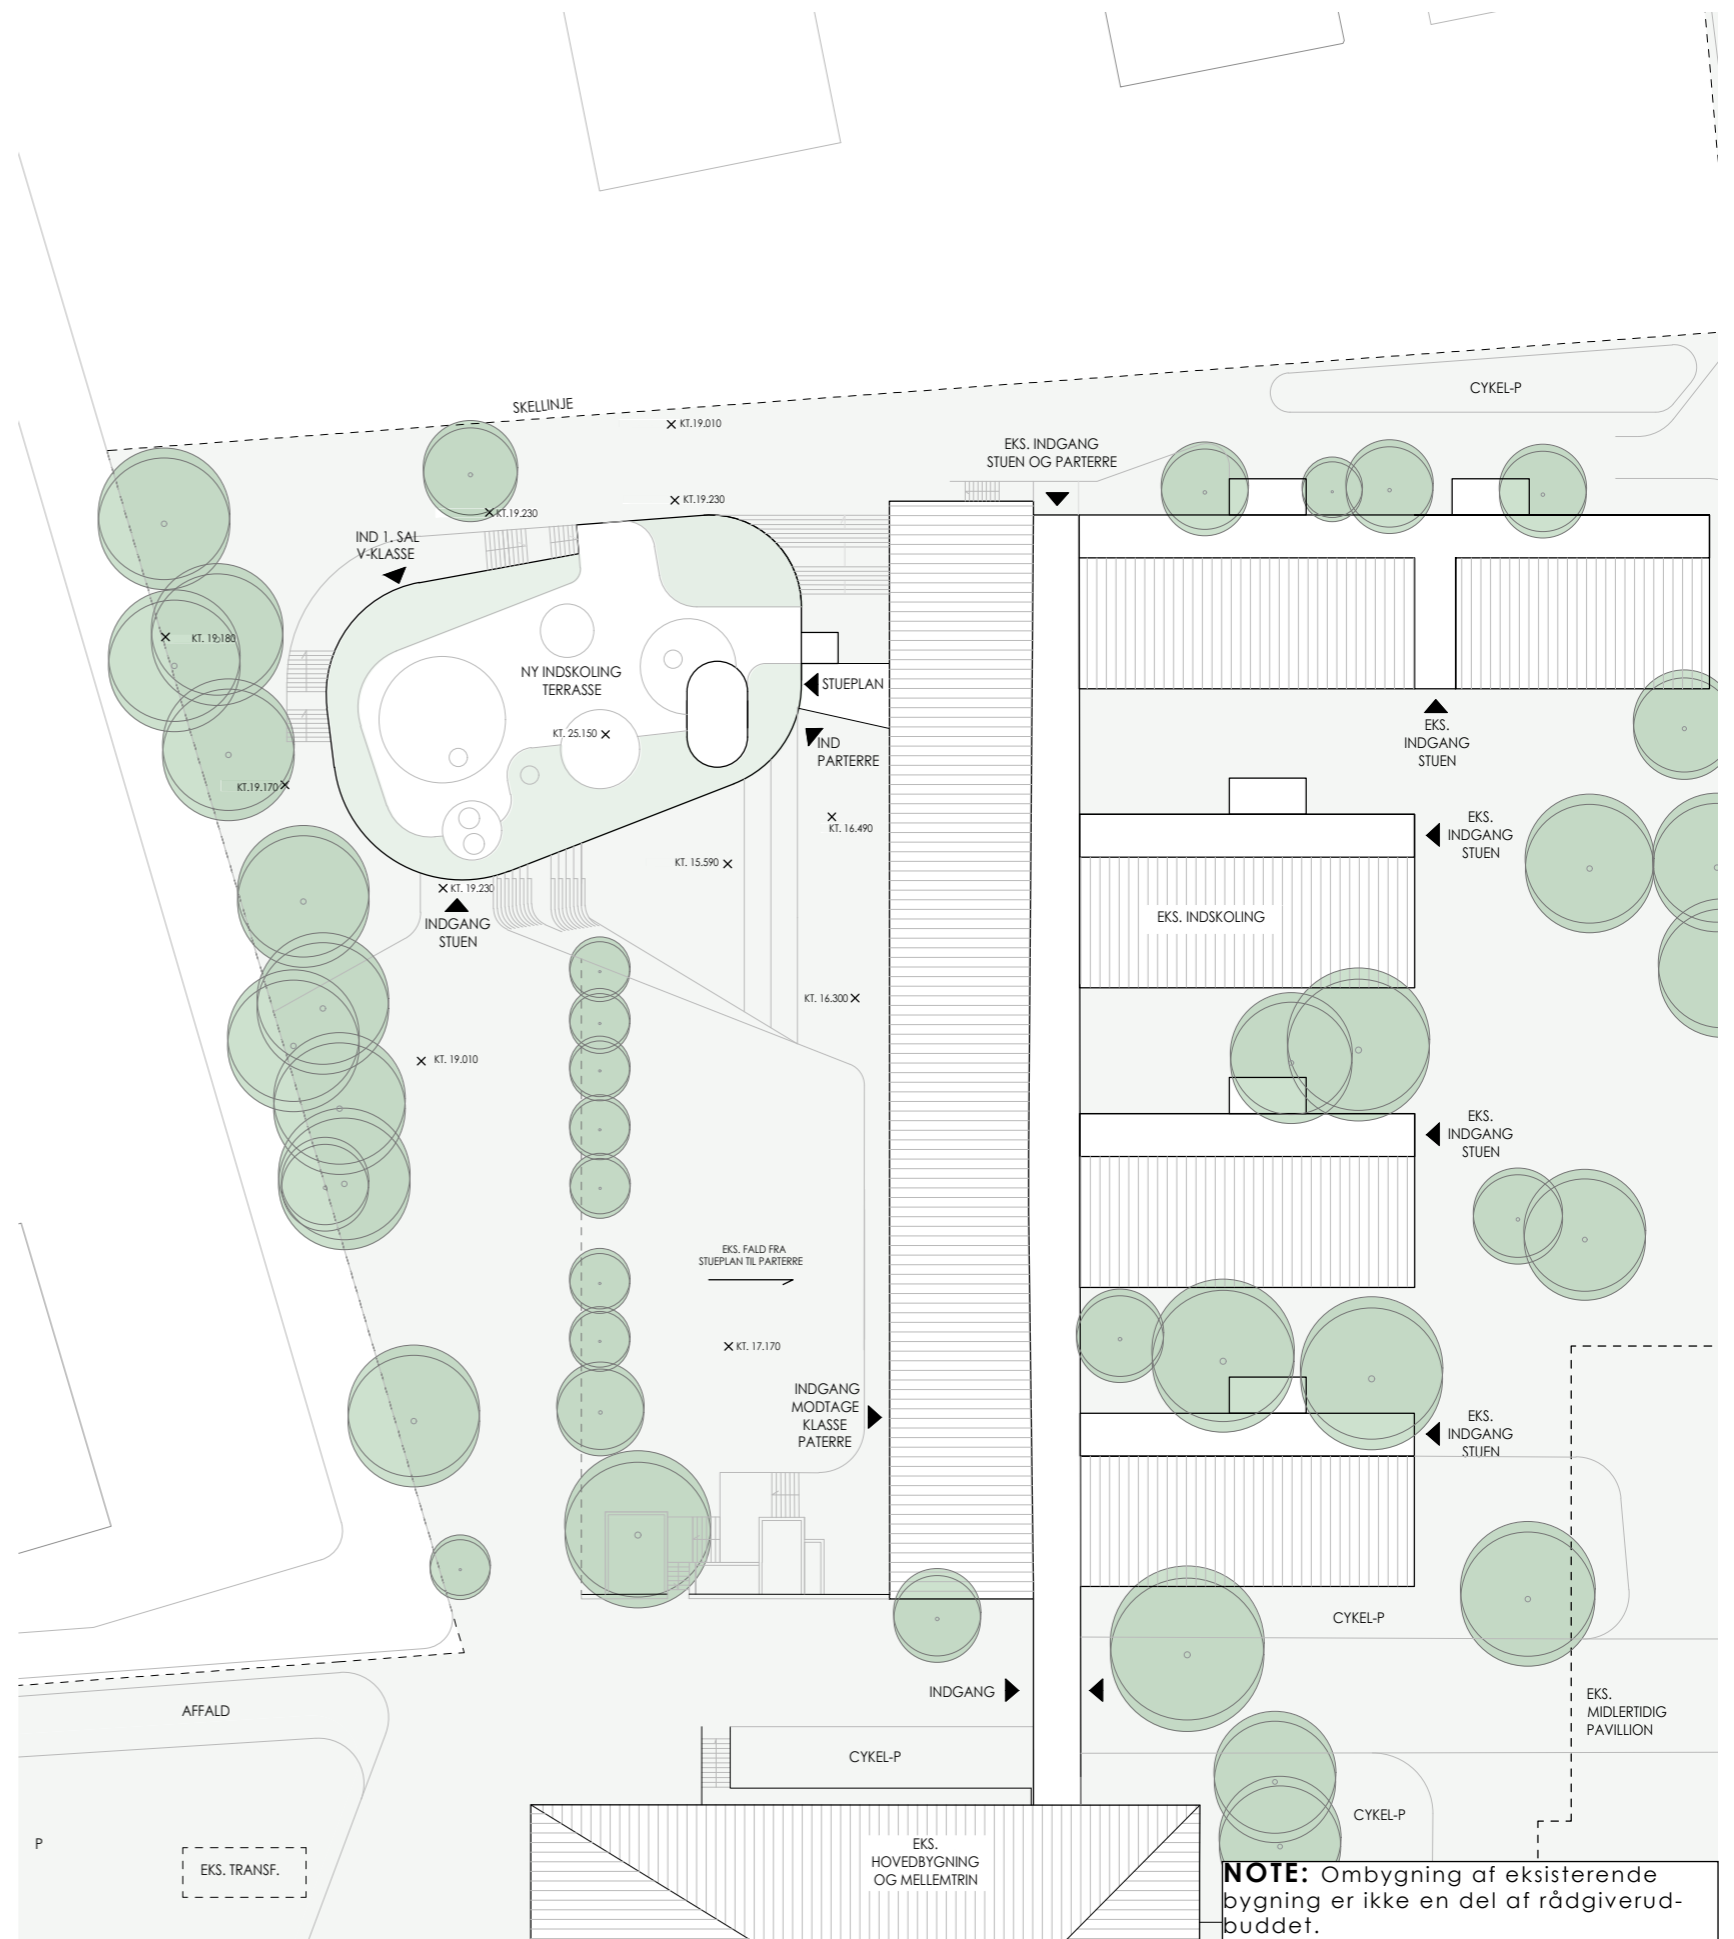 SKELLINJE
CYKEL-P
KT.19.010
EKS. INDGANG
STUEN OG PARTERRE
KT.19.230
KT.19.230
IND 1. SAL
V-KLASSE
KT. 19.180
NY INDSKOLING
TERRASSE
STUEPLAN
KT. 25.150
IND
PARTERRE
EKS.
INDGANG
STUEN
KT.19.170
KT. 16.490
EKS.
INDGANG
STUEN
KT. 15.590
KT. 19.230
INDGANG
STUEN
EKS. INDSKOLING
KT. 16.300
KT. 19.010
EKS.
INDGANG
STUEN
EKS. FALD FRA
STUEPLAN TIL PARTERRE
KT. 17.170
INDGANG
MODTAGE
KLASSE
PATERRE
EKS.
INDGANG
STUEN
CYKEL-P
INDGANG
EKS.
MIDLERTIDIG
PAVILLION
AFFALD
CYKEL-P
CYKEL-P
P
EKS. TRANSF.
EKS.
HOVEDBYGNING
OG MELLEMTRIN
NOTE: Ombygning af eksisterende
bygning er ikke en del af rådgiverud-
buddet.